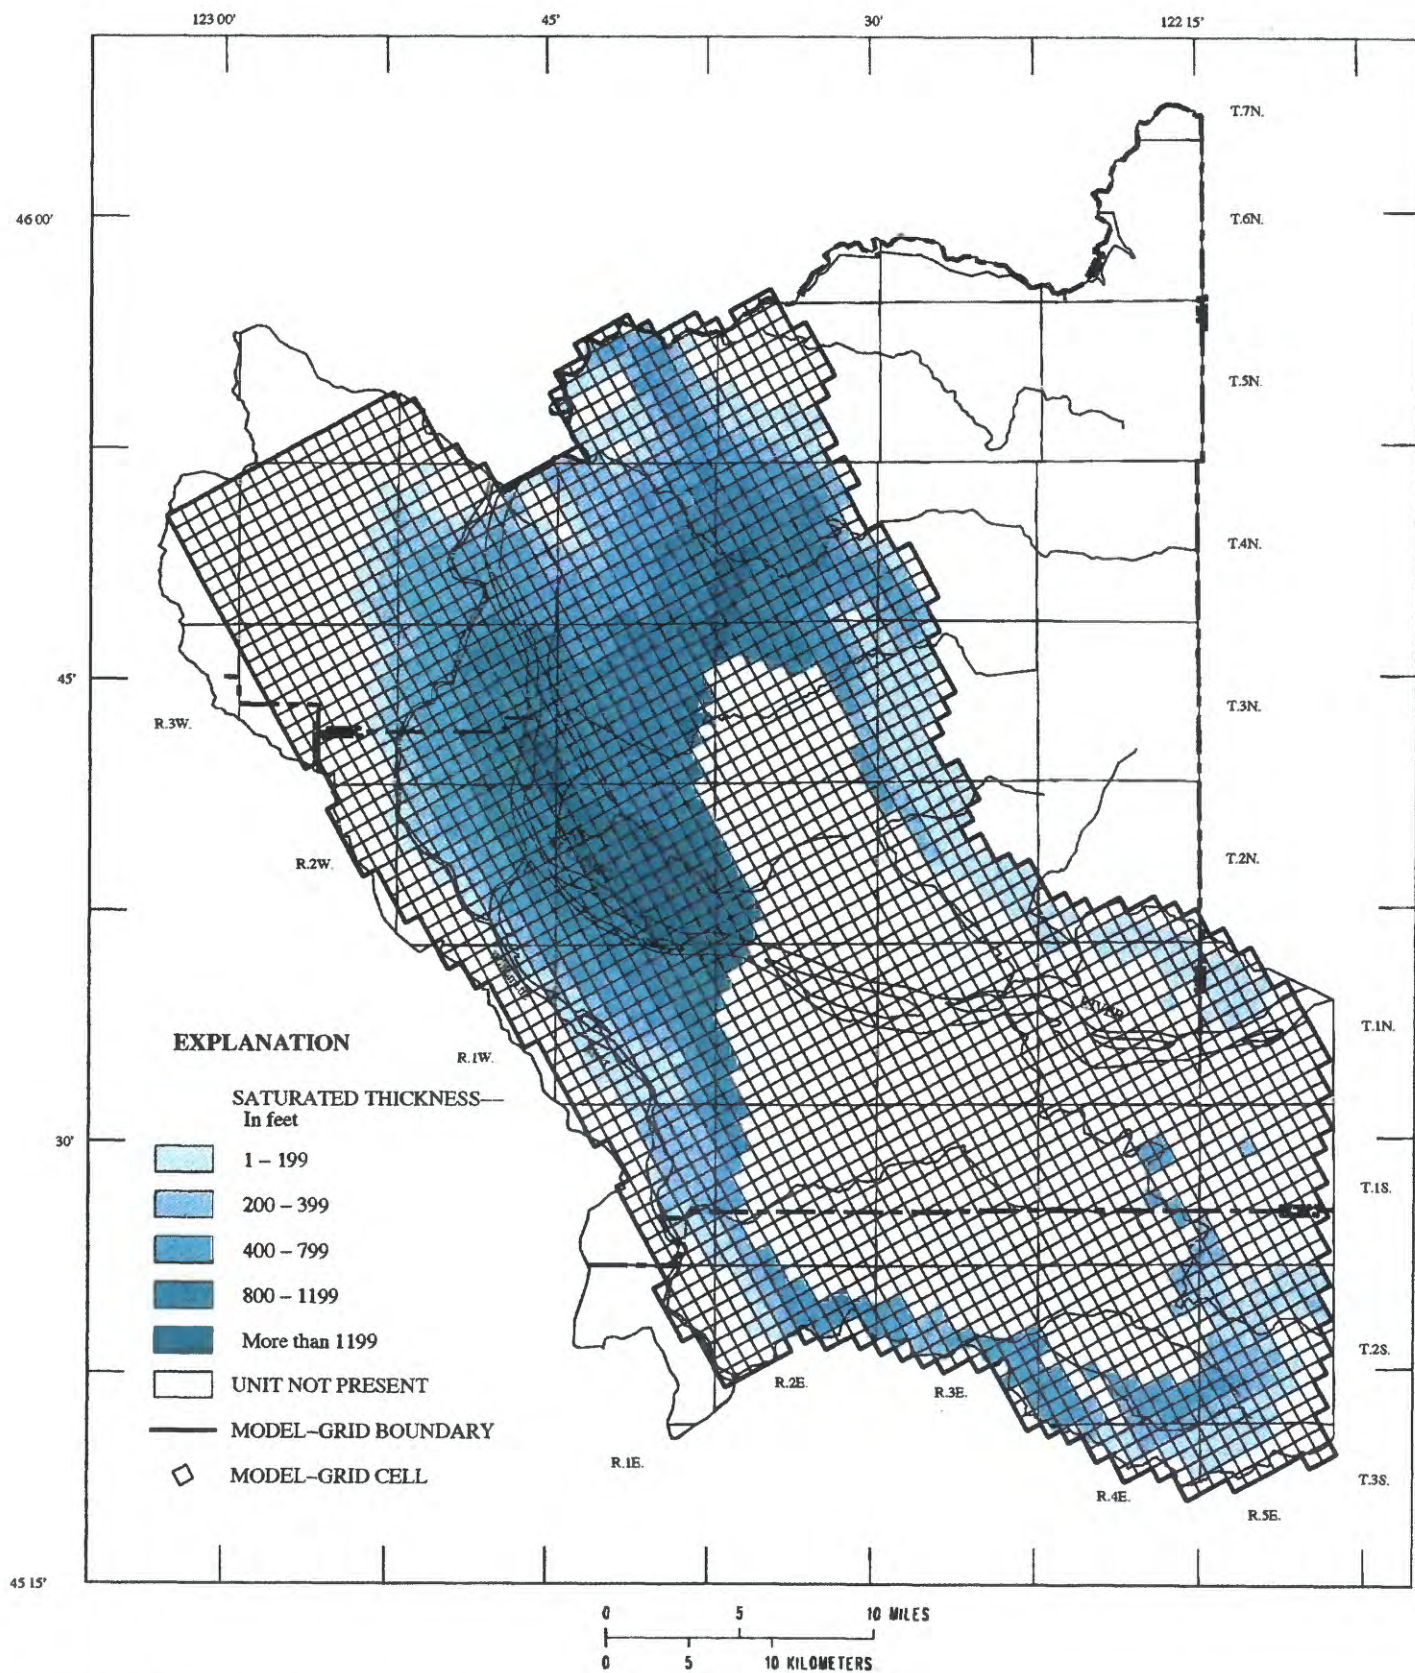 123 00'
45'
30'
122 15'
T.7N.
46 00'
T.6N.
T.5N.
T.4N.
45'
R.3W.
T.3N.
R.2W.
T.2N.
RIVER
EXPLANATION
R.1W.
T.1N.
SATURATED THICKNESS—
In feet
30'
1 – 199
T.1S.
200 – 399
400 – 799
800 – 1199
More than 1199
T.2S.
UNIT NOT PRESENT
R.2E.
R.3E.
MODEL–GRID BOUNDARY
R.1E.
MODEL–GRID CELL
T.3S.
R.4E.
R.5E.
45 15'
0 5 10 MILES
0 5 10 KILOMETERS